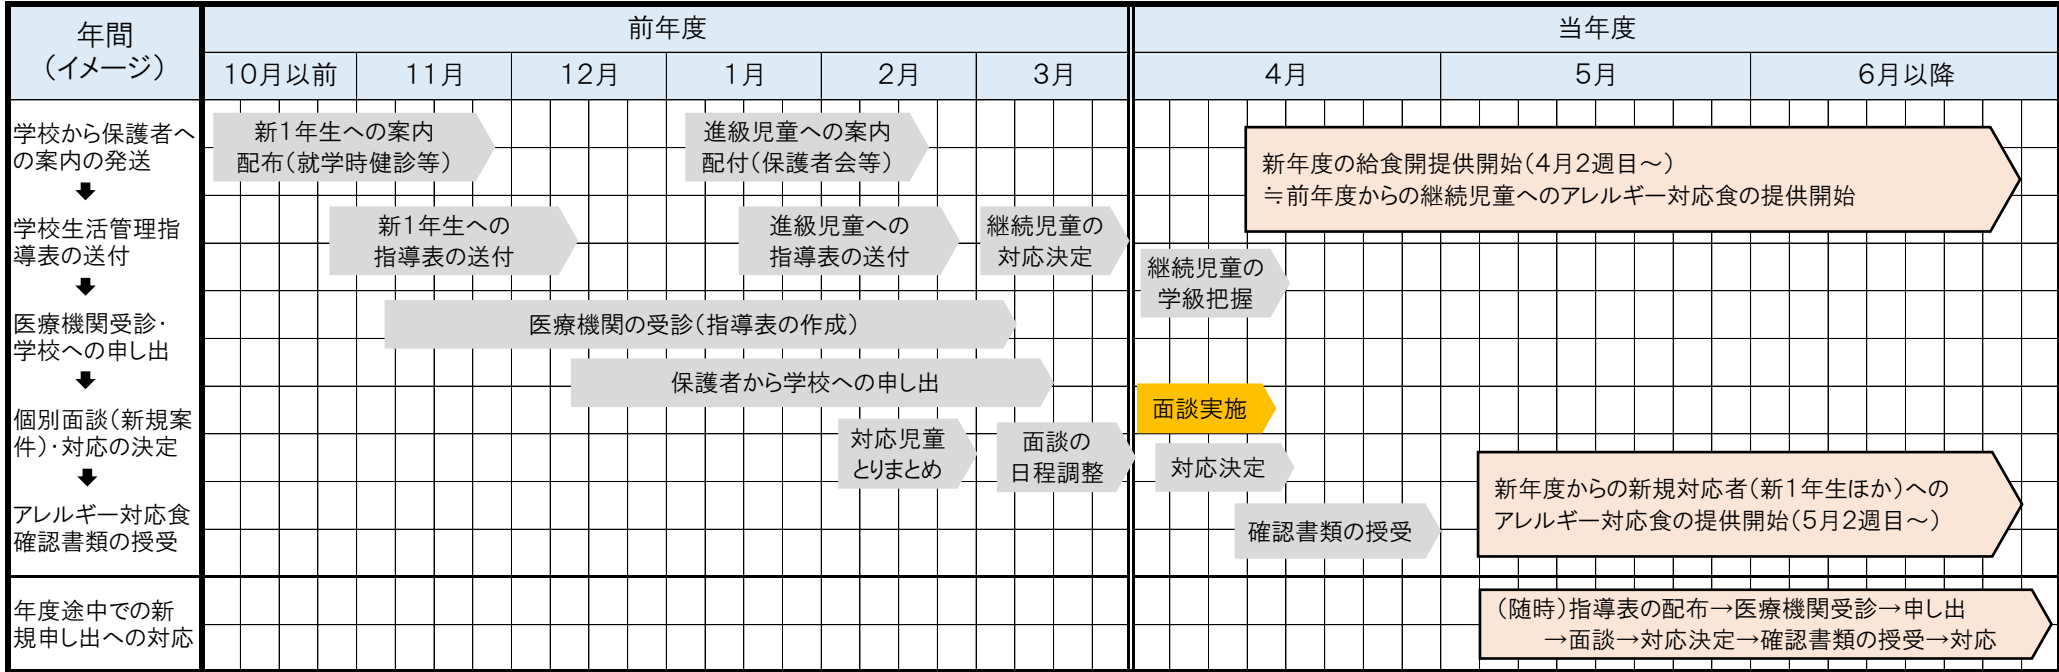 年間
（イメージ）
前年度
当年度
10月以前
11月
12月
1月
2月
3月
4月
5月
6月以降
学校から保護者へ
の案内の発送
新1年生への案内
配布（就学時健診等）
進級児童への案内
配付（保護者会等）
新年度の給食開提供開始（4月2週目～）
≒前年度からの継続児童へのアレルギー対応食の提供開始
学校生活管理指
導表の送付
新1年生への
指導表の送付
進級児童への
指導表の送付
継続児童の
対応決定
継続児童の
学級把握
医療機関受診・
学校への申し出
医療機関の受診（指導表の作成）
保護者から学校への申し出
面談実施
個別面談（新規案
件）・対応の決定
対応児童
とりまとめ
面談の
日程調整
対応決定
新年度からの新規対応者（新1年生ほか）への
アレルギー対応食の提供開始（5月2週目～）
アレルギー対応食
確認書類の授受
確認書類の授受
年度途中での新
規申し出への対応
（随時）指導表の配布→医療機関受診→申し出
→面談→対応決定→確認書類の授受→対応